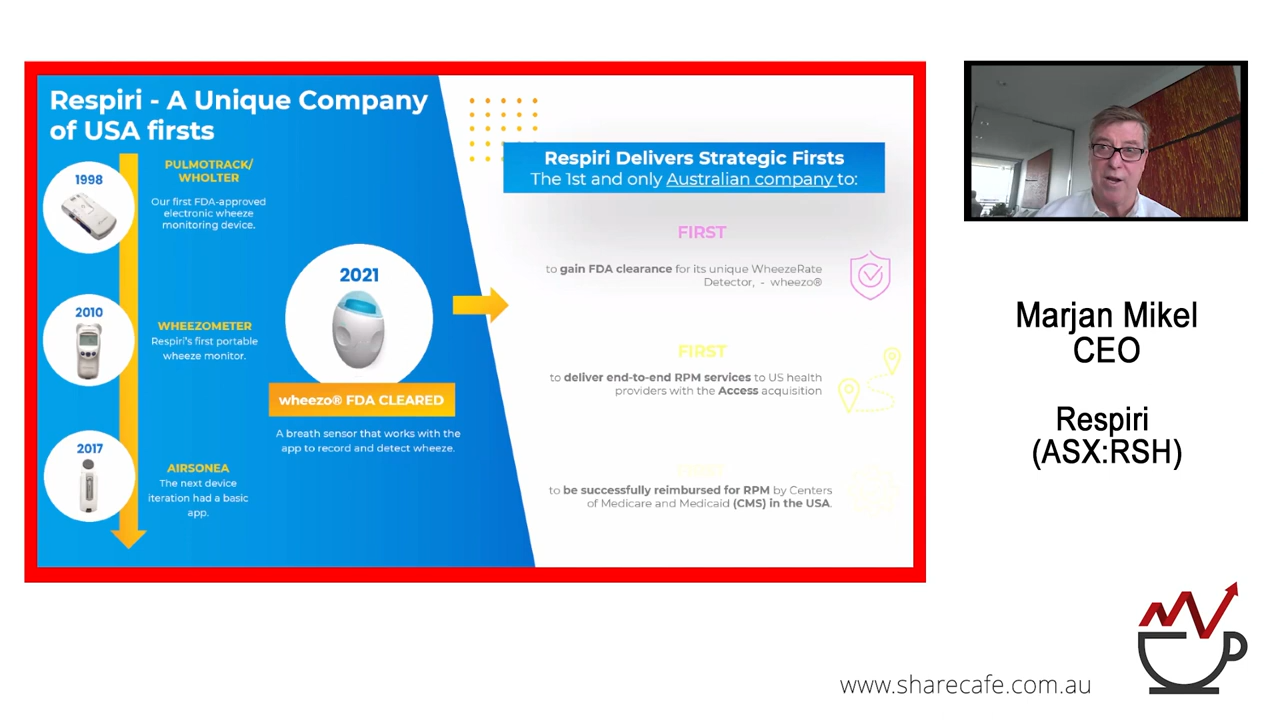 Respiri - A Unique Company
of USA firsts
1998
PULMOTRACK/
WHOLTER
Our first FDA-approved
electronic wheeze
monitoring device.
2010
WHEEZOMETER
Respiri's first portable
wheeze monitor.
2017
AIRSONEA
The next device
iteration had a basic
app.
2021
wheezo® FDA CLEARED
A breath sensor that works with the
app to record and detect wheeze.
Respiri Delivers Strategic Firsts
The 1st and only Australian company to:
FIRST
to gain FDA clearance for its unique WheezeRate
Detector, - wheezo®
FIRST
to deliver end-to-end RPM services to US health
providers with the Access acquisition
FIRST
to be successfully reimbursed for RPM by Centers
of Medicare and Medicaid (CMS) in the USA.
Marjan Mikel
CEO
Respiri
(ASX:RSH)
www.sharecafe.com.au